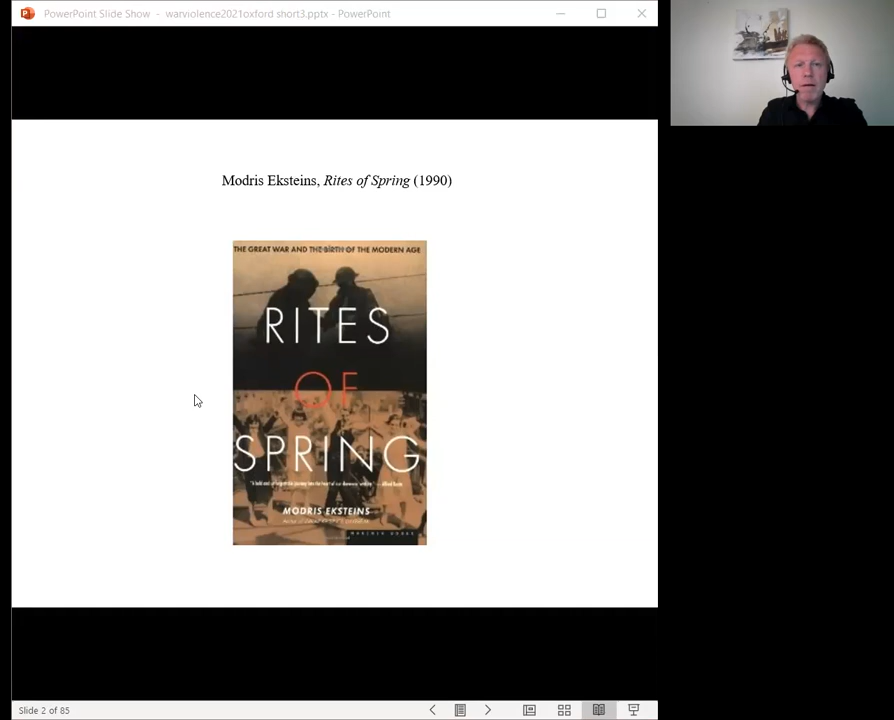 PowerPoint Slide Show - warviolence2021oxford short3.pptx - PowerPoint
Modris Eksteins, Rites of Spring (1990)
THE GREAT WAR AND THE BIRTH OF THE MODERN AGE
RITES
OF
SPRING
MODRIS EKSTEINS
Slide 2 of 85